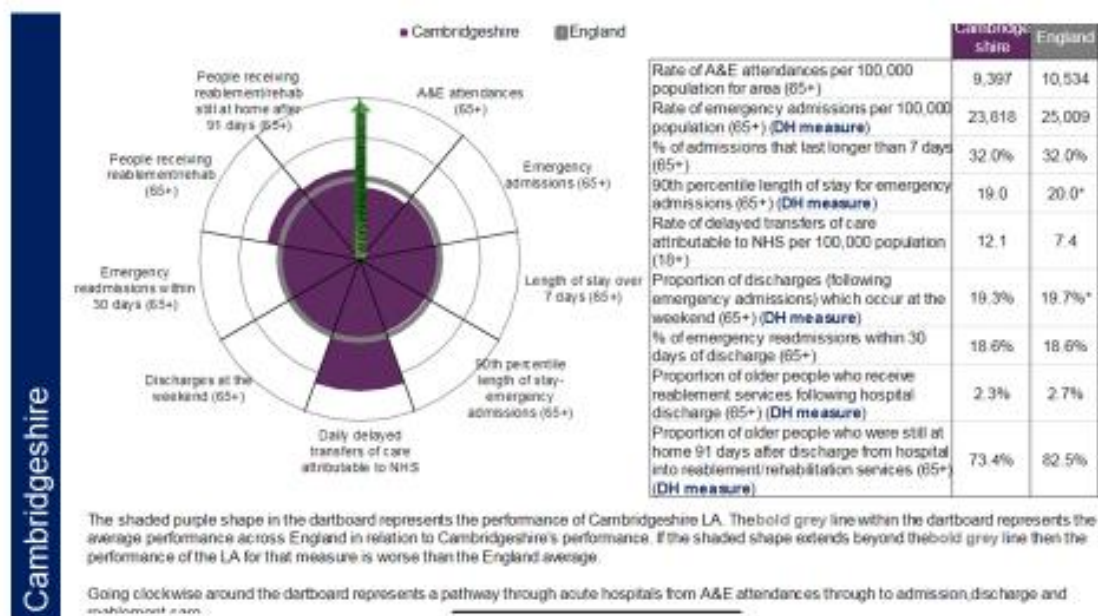 Cambridgeshire
England
People receiving
reablement/rehab
still at home after
91 days (65+)
A&E attendances
(65+)
Emergency
admissions (65+)
Length of stay over
7 days (65+)
90th percentile
length of stay-
emergency
admissions (65+)
Daily delayed
transfers of care
attributable to NHS
Discharges at the
weekend (65+)
Emergency
readmissions within
30 days (65+)
People receiving
reablement/rehab
(65+)
Cambridge
shire
England
Rate of A&E attendances per 100,000
population for area (65+)
9,397 10,534
Rate of emergency admissions per 100,000
population (65+) (DH measure)
23,818 25,009
% of admissions that last longer than 7 days
(65+)
32.0% 32.0%
90th percentile length of stay for emergency
admissions (65+) (DH measure)
19.0 20.0*
Rate of delayed transfers of care
attributable to NHS per 100,000 population
(18+)
12.1 7.4
Proportion of discharges (following
emergency admissions) which occur at the
weekend (65+) (DH measure)
19.3% 19.7%*
% of emergency readmissions within 30
days of discharge (65+)
18.6% 18.6%
Proportion of older people who receive
reablement services following hospital
discharge (65+) (DH measure)
2.3% 2.7%
Proportion of older people who were still at
home 91 days after discharge from hospital
into reablement/rehabilitation services (65+)
(DH measure)
73.4% 82.5%
Cambridgeshire
The shaded purple shape in the dartboard represents the performance of Cambridgeshire LA. The bold grey line within the dartboard represents the
average performance across England in relation to Cambridgeshire's performance. If the shaded shape extends beyond the bold grey line then the
performance of the LA for that measure is worse than the England average.
Going clockwise around the dartboard represents a pathway through acute hospitals from A&E attendances through to admission, discharge and
reablement care